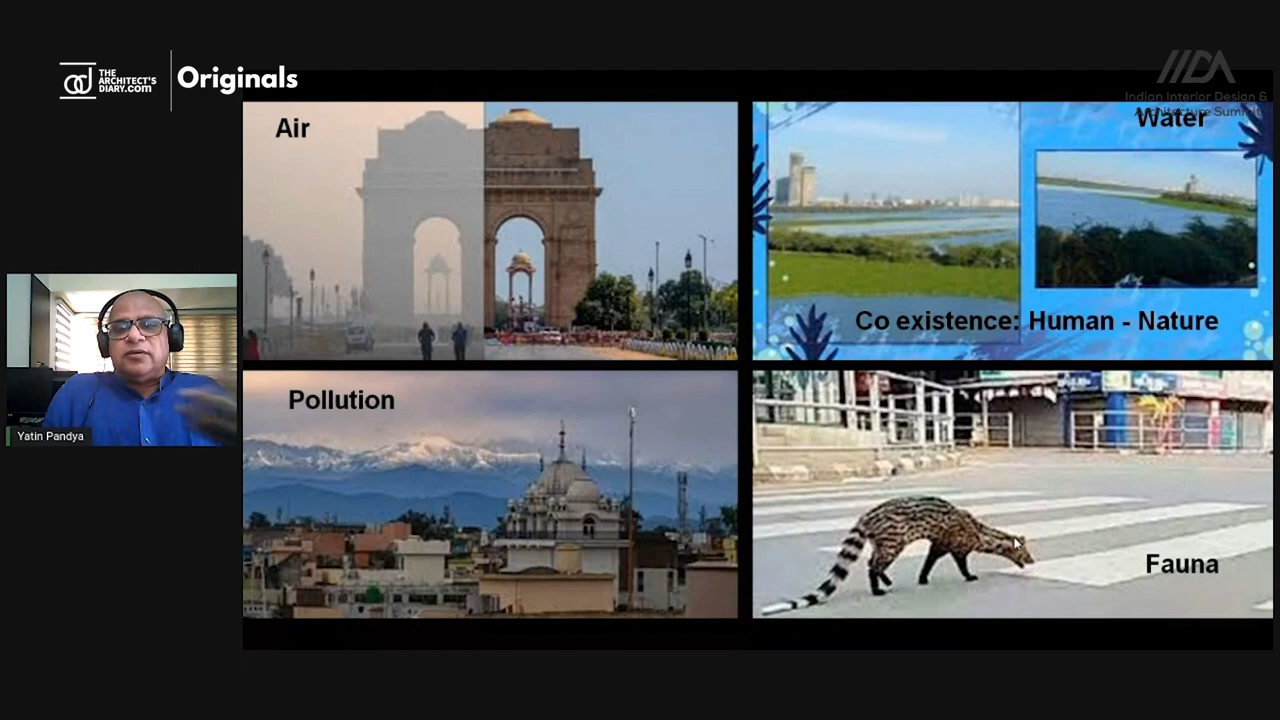 THE
ARCHITECT'S
DIARY.com
Originals
Indian Interior Design &
Architecture Summit
Air
Water
Co existence: Human - Nature
Pollution
Fauna
Yatin Pandya